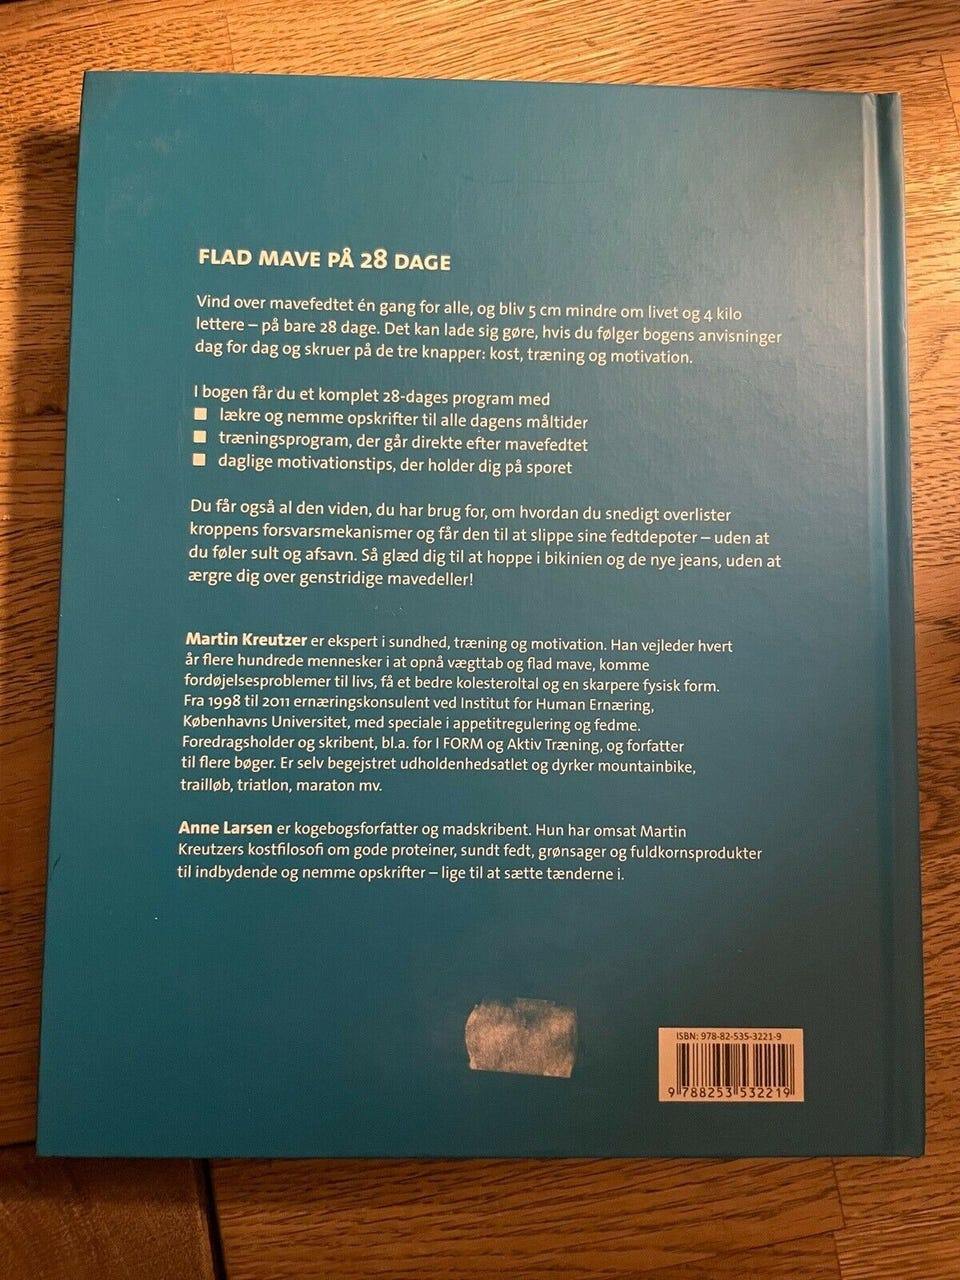 FLAD MAVE PÅ 28 DAGE
Vind over mavefedtet én gang for alle, og bliv 5 cm mindre om livet og 4 kilo
lettere – på bare 28 dage. Det kan lade sig gøre, hvis du følger bogens anvisninger
dag for dag og skruer på de tre knapper: kost, træning og motivation.
I bogen får du et komplet 28-dages program med
lækre og nemme opskrifter til alle dagens måltider
træningsprogram, der går direkte efter mavefedtet
daglige motivationstips, der holder dig på sporet
Du får også al den viden, du har brug for, om hvordan du snedigt overlister
kroppens forsvarsmekanismer og får den til at slippe sine fedtdepoter – uden at
du føler sult og afsavn. Så glæd dig til at hoppe i bikinien og de nye jeans, uden at
ærgre dig over genstridige mavedeller!
Martin Kreutzer er ekspert i sundhed, træning og motivation. Han vejleder hvert
år flere hundrede mennesker i at opnå vægttab og flad mave, komme
fordøjelsesproblemer til livs, få et bedre kolesteroltal og en skarpere fysisk form.
Fra 1998 til 2011 ernæringskonsulent ved Institut for Human Ernæring,
Københavns Universitet, med speciale i appetitregulering og fedme.
Foredragsholder og skribent, bl.a. for I FORM og Aktiv Træning, og forfatter
til flere bøger. Er selv begejstret udholdenhedsatlet og dyrker mountainbike,
trailløb, triatlon, maraton mv.
Anne Larsen er kogebogsforfatter og madskribent. Hun har omsat Martin
Kreutzers kostfilosofi om gode proteiner, sundt fedt, grønsager og fuldkornsprodukter
til indbydende og nemme opskrifter – lige til at sætte tænderne i.
ISBN: 978-82-535-3221-9
9 788253 532219